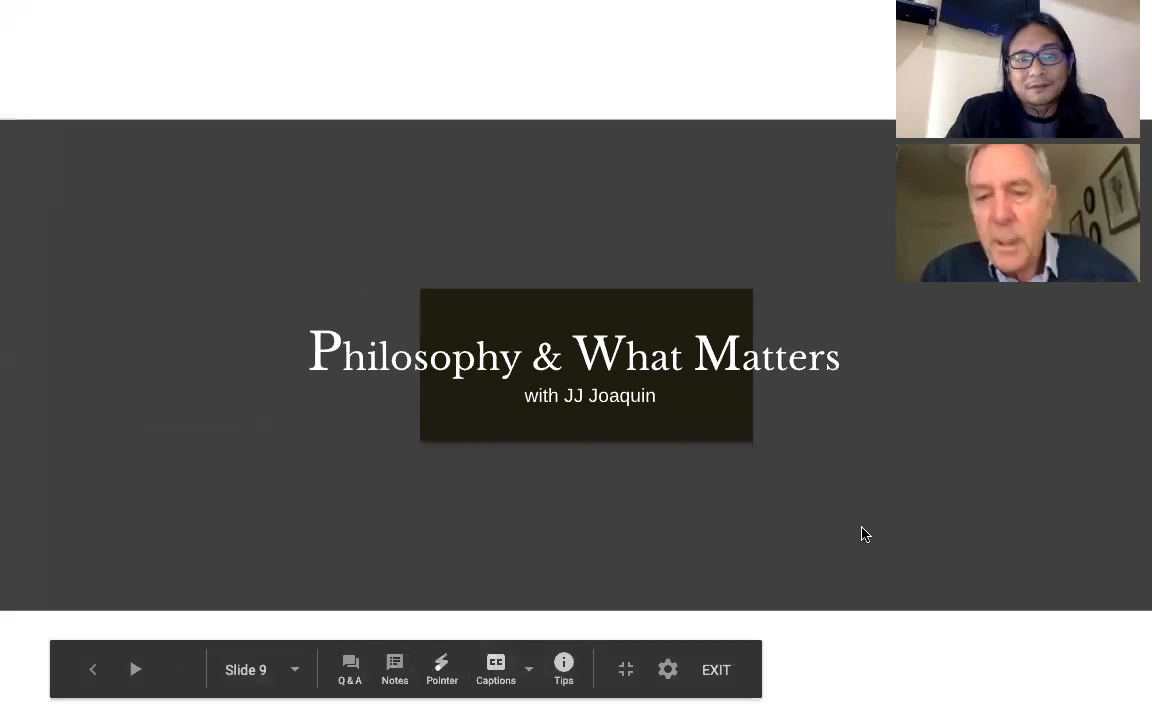 Philosophy & What Matters
with JJ Joaquin
Slide 9
Q & A
Notes
Pointer
Captions
Tips
EXIT